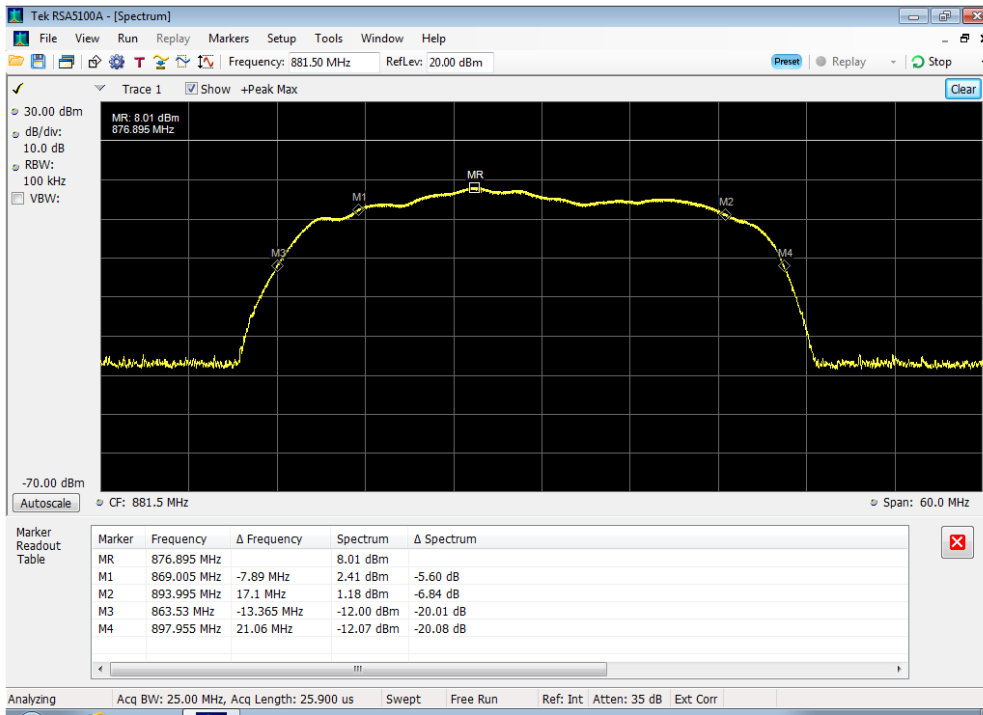 Tek RSA5100A - [Spectrum]
File View Run Replay Markers Setup Tools Window Help
T Frequency: 881.50 MHz RefLev: 20.00 dBm Preset Replay Stop
Trace 1 Show +Peak Max Clear
30.00 dBm
dB/div:
10.0 dB
RBW:
100 kHz
VBW:
MR: 8.01 dBm
876.895 MHz
MR
M1
M2
M3
M4
-70.00 dBm
Autoscale CF: 881.5 MHz Span: 60.0 MHz
Marker
Readout
Table
Marker Frequency Δ Frequency Spectrum Δ Spectrum
MR 876.895 MHz 8.01 dBm
M1 869.005 MHz -7.89 MHz 2.41 dBm -5.60 dB
M2 893.995 MHz 17.1 MHz 1.18 dBm -6.84 dB
M3 863.53 MHz -13.365 MHz -12.00 dBm -20.01 dB
M4 897.955 MHz 21.06 MHz -12.07 dBm -20.08 dB
Analyzing Acq BW: 25.00 MHz, Acq Length: 25.900 us Swept Free Run Ref: Int Atten: 35 dB Ext Corr